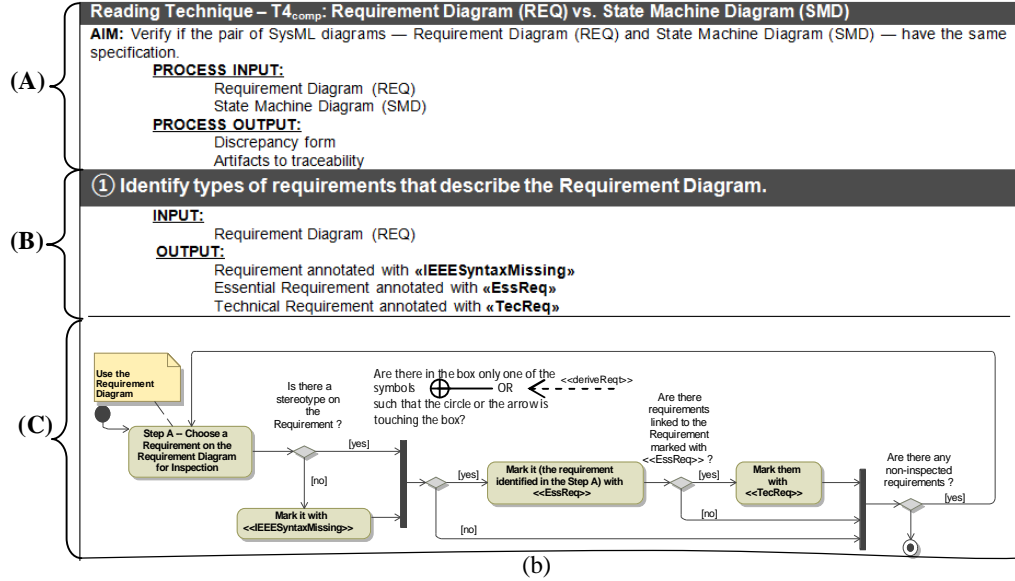 Reading Technique – T4comp: Requirement Diagram (REQ) vs. State Machine Diagram (SMD)
AIM: Verify if the pair of SysML diagrams — Requirement Diagram (REQ) and State Machine Diagram (SMD) — have the same
specification.
(A)
PROCESS INPUT:
Requirement Diagram (REQ)
State Machine Diagram (SMD)
PROCESS OUTPUT:
Discrepancy form
Artifacts to traceability
① Identify types of requirements that describe the Requirement Diagram.
(B)
INPUT:
Requirement Diagram (REQ)
OUTPUT:
Requirement annotated with «IEEESyntaxMissing»
Essential Requirement annotated with «EssReq»
Technical Requirement annotated with «TecReq»
(C)
Use the
Requirement
Diagram
Step A -- Choose a
Requirement on the
Requirement Diagram
for Inspection
Is there a
stereotype on
the
Requirement ?
[yes]
[no]
Mark it with
<<IEEESyntaxMissing>>
Are there in the box only one of the
symbols
OR
<<deriveReqt>>
such that the circle or the arrow is
touching the box?
[yes]
[no]
Mark it (the requirement
identified in the Step A) with
<<EssReq>>
Are there
requirements
linked to the
Requirement
marked with
<<EssReq>> ?
[yes]
[no]
Mark them
with
<<TecReq>>
Are there any
non-inspected
requirements ?
[yes]
(b)